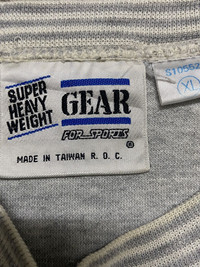 SUPER
HEAVY
WEIGHT
GEAR
FOR SPORTS
®
MADE IN TAIWAN R. O. C.
XL